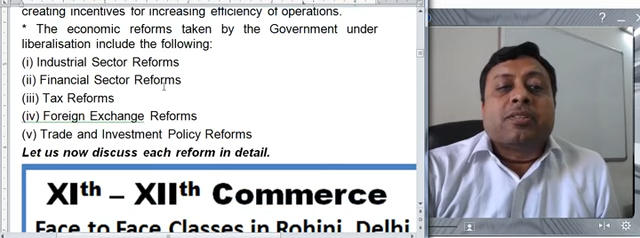 creating incentives for increasing efficiency of operations.
* The economic reforms taken by the Government under
liberalisation include the following:
(i) Industrial Sector Reforms
(ii) Financial Sector Reforms
(iii) Tax Reforms
(iv) Foreign Exchange Reforms
(v) Trade and Investment Policy Reforms
Let us now discuss each reform in detail.
XIth – XIIth Commerce
Face to Face Classes in Rohini, Delhi